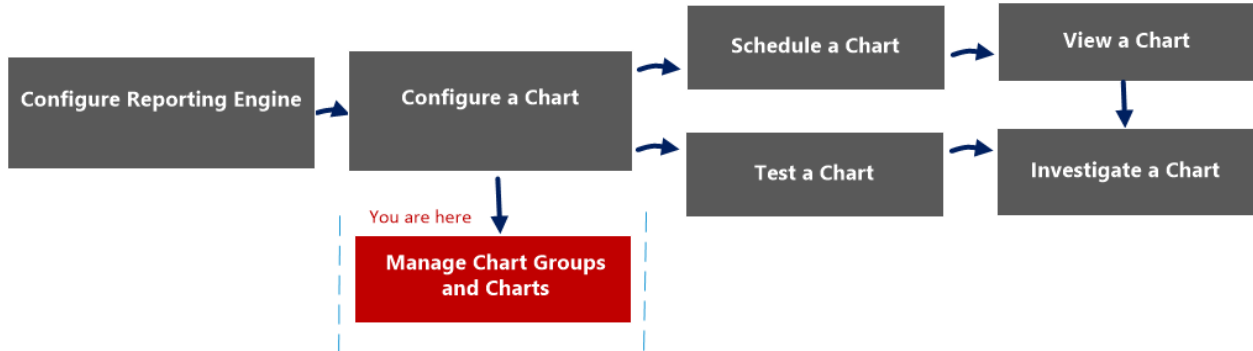 Configure Reporting Engine
Configure a Chart
Schedule a Chart
View a Chart
Test a Chart
Investigate a Chart
You are here
Manage Chart Groups
and Charts